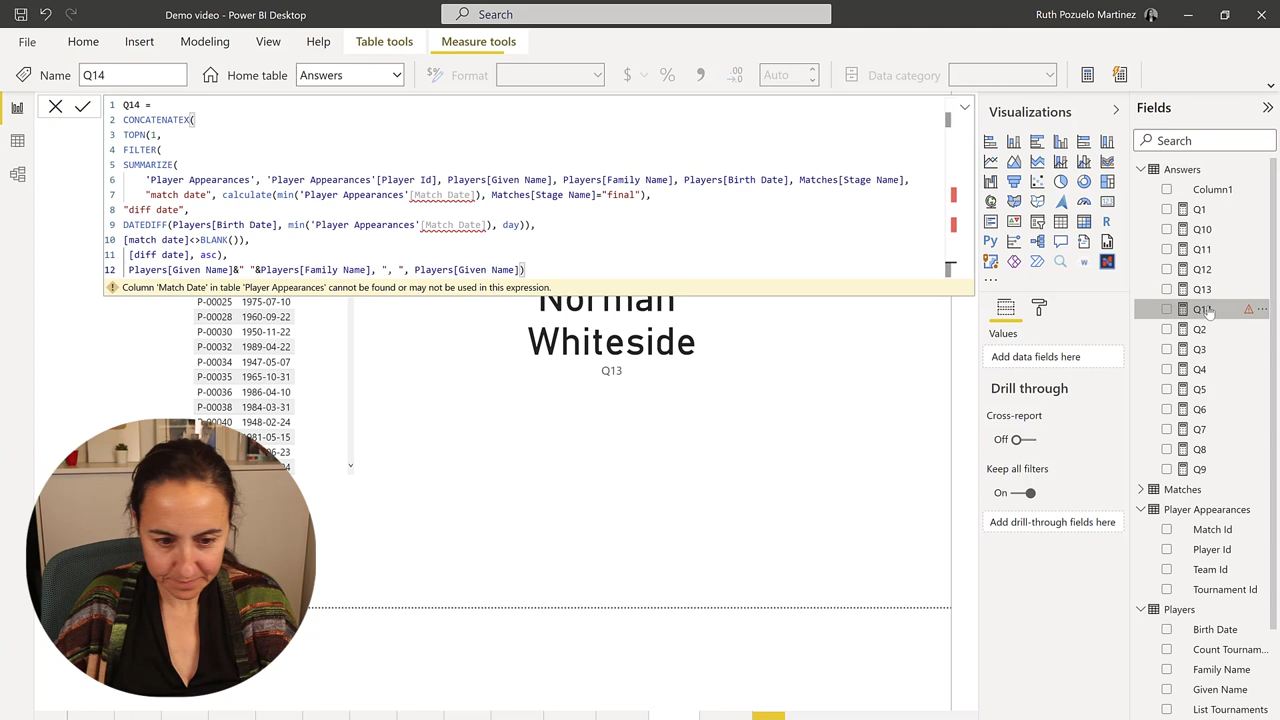 Demo video - Power BI Desktop
Search
Ruth Pozuelo Martinez
File
Home
Insert
Modeling
View
Help
Table tools
Measure tools
Name
Q14
Home table
Answers
Format
$
%
Auto
Data category
1 Q14 =
2 CONCATENATEX(
3 TOPN(1,
4 FILTER(
5 SUMMARIZE(
6 'Player Appearances', 'Player Appearances'[Player Id], Players[Given Name], Players[Family Name], Players[Birth Date], Matches[Stage Name],
7 "match date", calculate(min('Player Appearances'[Match Date]), Matches[Stage Name]="final"),
8 "diff date",
9 DATEDIFF(Players[Birth Date], min('Player Appearances'[Match Date]), day)),
10 [match date]<>BLANK()),
11 [diff date], asc),
12 Players[Given Name]&" "&Players[Family Name], ", ", Players[Given Name])
Column 'Match Date' in table 'Player Appearances' cannot be found or may not be used in this expression.
P-00025 1975-07-10
P-00028 1960-09-22
P-00030 1950-11-22
P-00032 1989-04-22
P-00034 1947-05-07
P-00035 1965-10-31
P-00036 1986-04-10
P-00038 1984-03-31
P-00040 1948-02-24
Norman
Whiteside
Q13
Visualizations
R
Py
Values
Add data fields here
Drill through
Cross-report
Off
Keep all filters
On
Add drill-through fields here
Fields
Search
Answers
Column1
Q1
Q10
Q11
Q12
Q13
Q2
Q3
Q4
Q5
Q6
Q7
Q8
Q9
Matches
Player Appearances
Match Id
Player Id
Team Id
Tournament Id
Players
Birth Date
Count Tournam...
Family Name
Given Name
List Tournaments